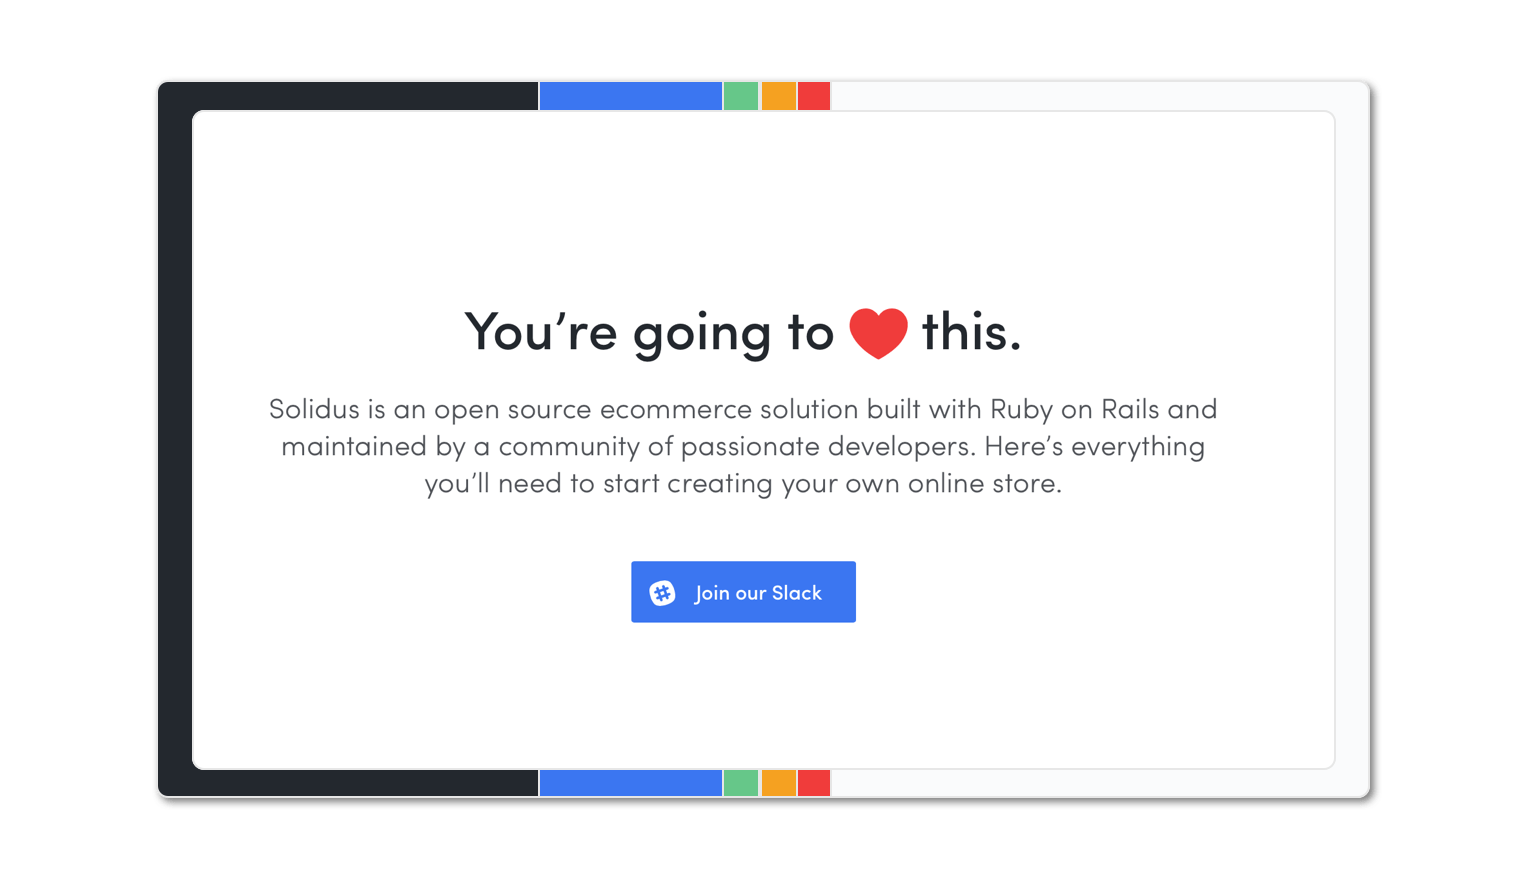 You’re going to ❤ this.
Solidus is an open source ecommerce solution built with Ruby on Rails and
maintained by a community of passionate developers. Here’s everything
you’ll need to start creating your own online store.
Join our Slack